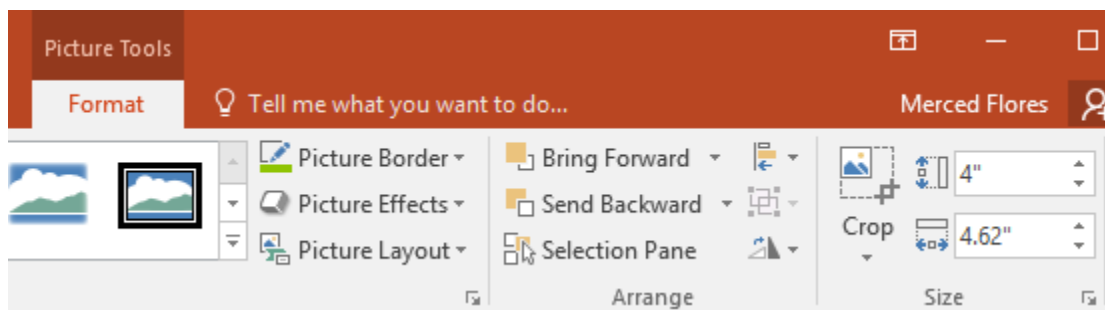 Picture Tools
Format
Tell me what you want to do...
Merced Flores
Picture Border
Picture Effects
Picture Layout
Bring Forward
Send Backward
Selection Pane
Arrange
Crop
4"
4.62"
Size